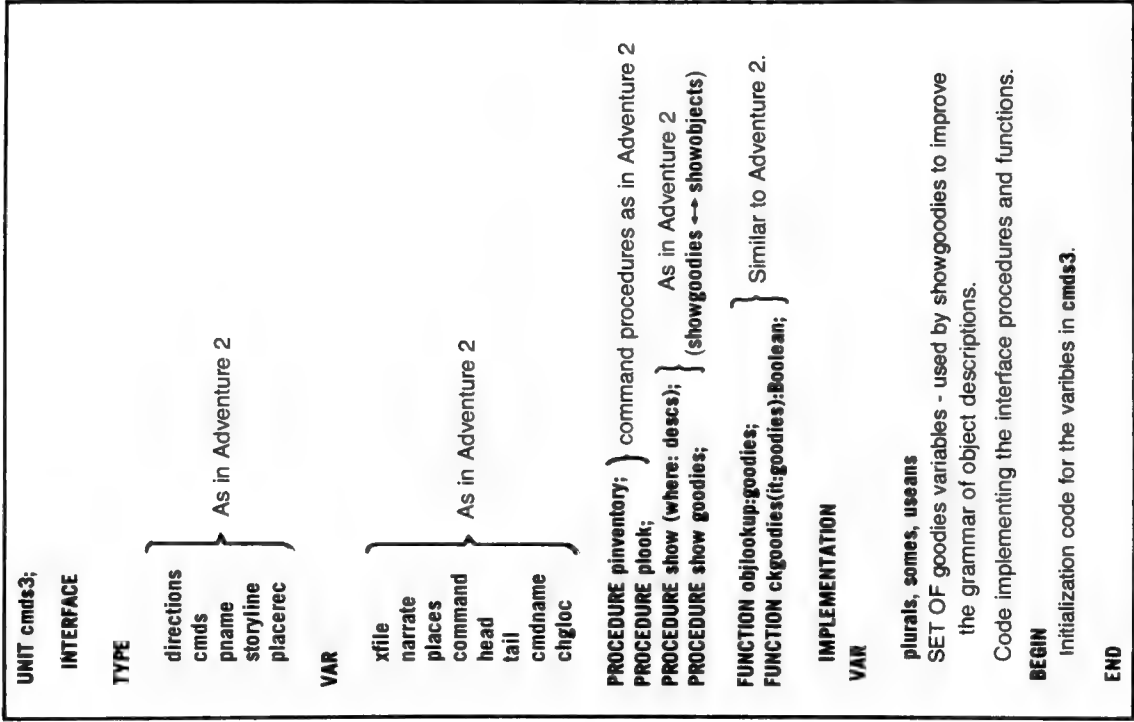 UNIT cmds3;
INTERFACE
TYPE
directions
cmds
pname
storyline
placerec
As in Adventure 2
VAR
xfile
narrate
places
command
head
tail
cmdname
chgloc
As in Adventure 2
PROCEDURE pinventory;
PROCEDURE plook;
command procedures as in Adventure 2
PROCEDURE show (where: descs);
PROCEDURE show goodies;
As in Adventure 2
(showgoodies ↔ showobjects)
FUNCTION objlookup:goodies;
FUNCTION ckgoodies(it:goodies):Boolean;
Similar to Adventure 2.
IMPLEMENTATION
VAR
plurals, somes, useans
SET OF goodies variables - used by showgoodies to improve
the grammar of object descriptions.
Code implementing the interface procedures and functions.
BEGIN
Initialization code for the varibles in cmds3.
END